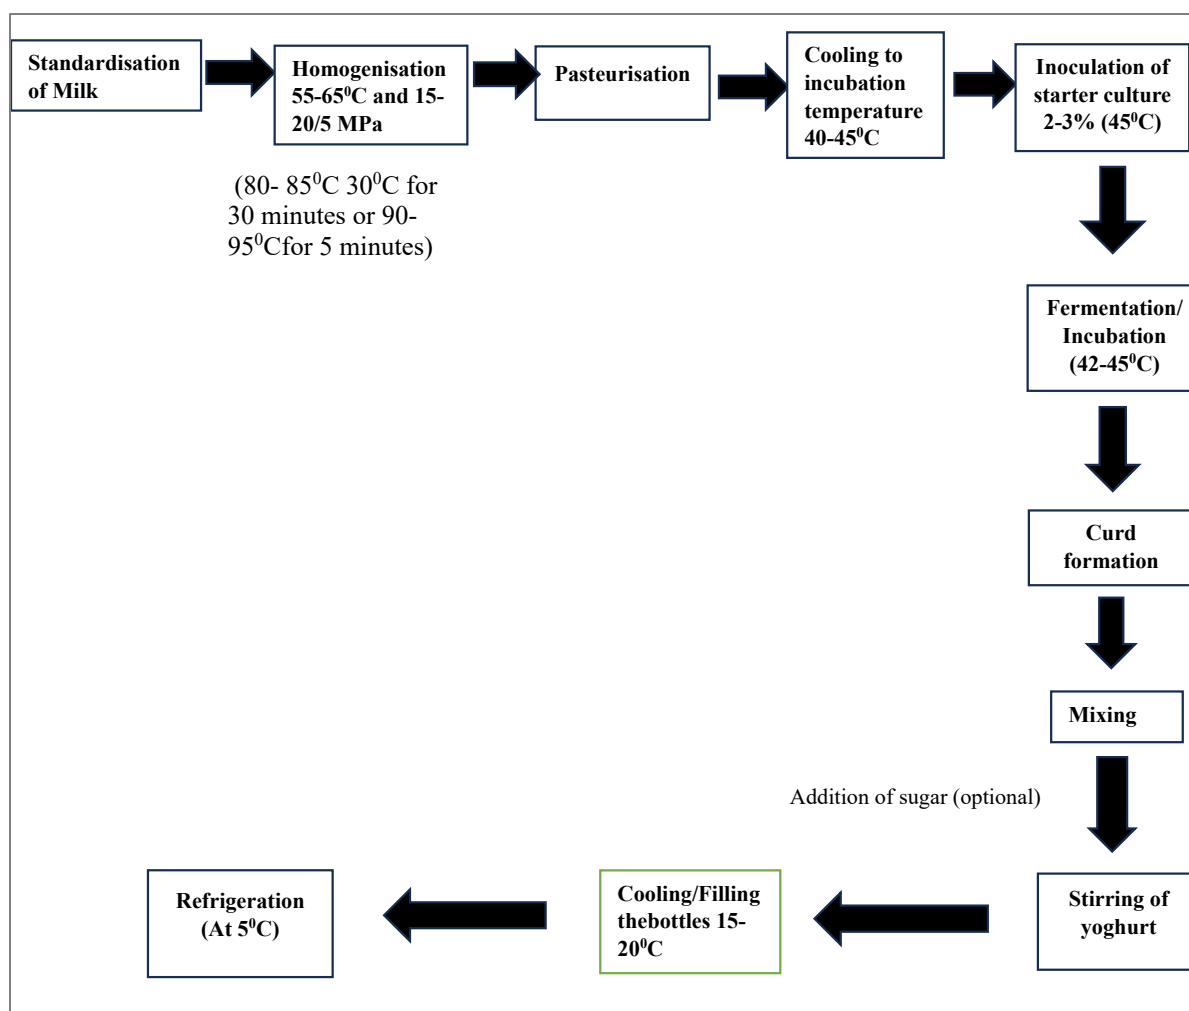 Standardisation
of Milk
Homogenisation
55-65⁰C and 15-
20/5 MPa
Pasteurisation
Cooling to
incubation
temperature
40-45⁰C
Inoculation of
starter culture
2-3% (45⁰C)
(80- 85⁰C 30⁰C for
30 minutes or 90-
95⁰Cfor 5 minutes)
Fermentation/
Incubation
(42-45⁰C)
Curd
formation
Mixing
Addition of sugar (optional)
Stirring of
yoghurt
Cooling/Filling
thebottles 15-
20⁰C
Refrigeration
(At 5⁰C)